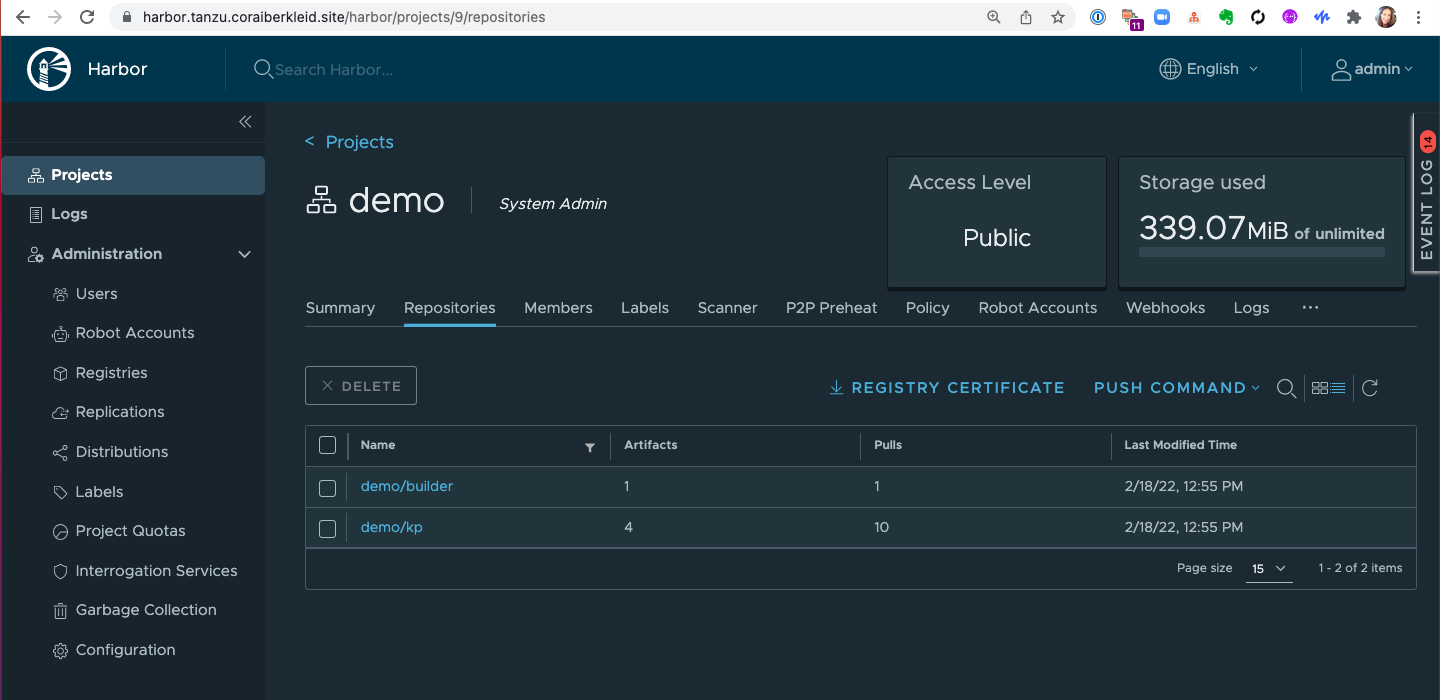 harbor.tanzu.coraiberkleid.site/harbor/projects/9/repositories
11
Harbor
Search Harbor...
English
admin
Projects
Logs
Administration
Users
Robot Accounts
Registries
Replications
Distributions
Labels
Project Quotas
Interrogation Services
Garbage Collection
Configuration
< Projects
demo
System Admin
Access Level
Public
Storage used
339.07MiB of unlimited
EVENT LOG 14
Summary Repositories Members Labels Scanner P2P Preheat Policy Robot Accounts Webhooks Logs ...
DELETE
REGISTRY CERTIFICATE PUSH COMMAND
Name Artifacts Pulls Last Modified Time
demo/builder 1 1 2/18/22, 12:55 PM
demo/kp 4 10 2/18/22, 12:55 PM
Page size 15 1 - 2 of 2 items